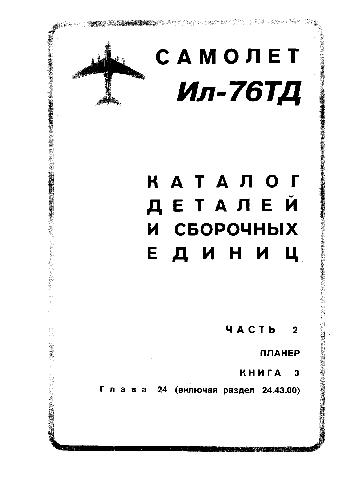 САМОЛЕТ
Ил-76ТД
КАТАЛОГ
ДЕТАЛЕЙ
И СБОРОЧНЫХ
ЕДИНИЦ
ЧАСТЬ 2
ПЛАНЕР
КНИГА 3
Глава 24 (включая раздел 24.43.00)